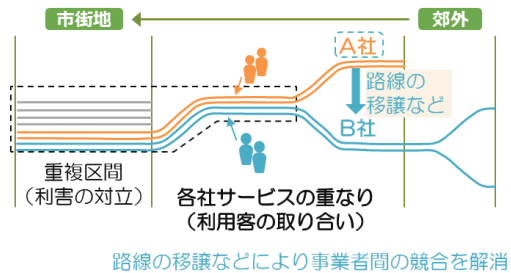 市街地
郊外
A社
路線の
移譲など
B社
重複区間
（利害の対立）
各社サービスの重なり
（利用客の取り合い）
路線の移譲などにより事業者間の競合を解消